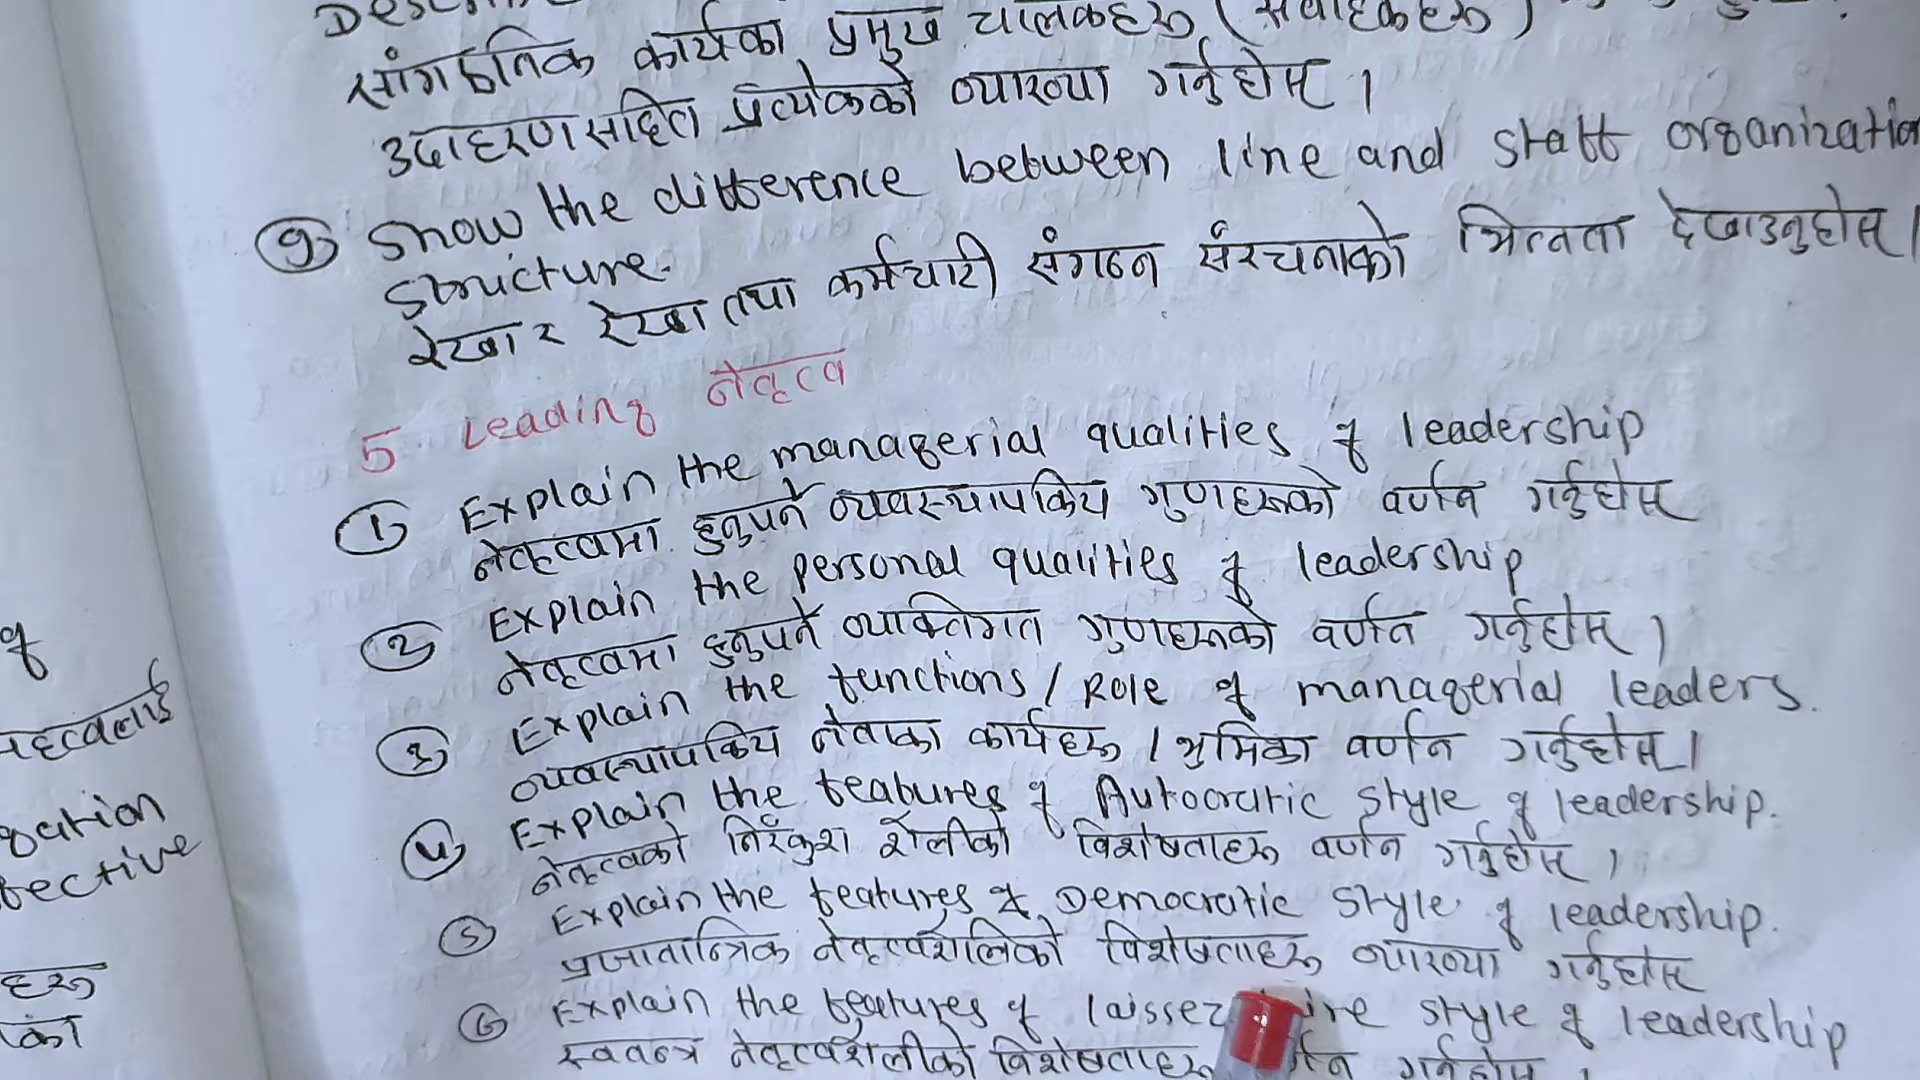 सांगठनिक कार्यका प्रमुख चालकहरु
उदाहरणसहित प्रत्येकको व्याख्या गर्नुहोस् ।
9 Show the difference between line and staff organization
structure.
रेखा र रेखा तथा कर्मचारी संगठन संरचनाको भिन्नता देखाउनुहोस् ।
5 Leading नेतृत्व
1 Explain the managerial qualities of leadership
नेतृत्वमा हुनुपर्ने व्यवस्थापकिय गुणहरुको वर्णन गर्नुहोस्
2 Explain the personal qualities of leadership
नेतृत्वमा हुनुपर्ने व्यक्तिगत गुणहरुको वर्णन गर्नुहोस् ।
3 Explain the functions / Role of managerial leaders.
व्यवस्थापकिय नेताका कार्यहरु / भुमिका वर्णन गर्नुहोस् ।
4 Explain the features of Autocratic style of leadership.
नेतृत्वको निरंकुश शैलीको विशेषताहरु वर्णन गर्नुहोस् ।
5 Explain the features of Democratic style of leadership.
प्रजातान्त्रिक नेतृत्वशैलिको विशेषताहरु व्याख्या गर्नुहोस्
6 Explain the features of laissez style of leadership
स्वतन्त्र नेतृत्वशैलीको विशेषताहरु गर्नुहोस् ।
of
zation
fective
हरु
को